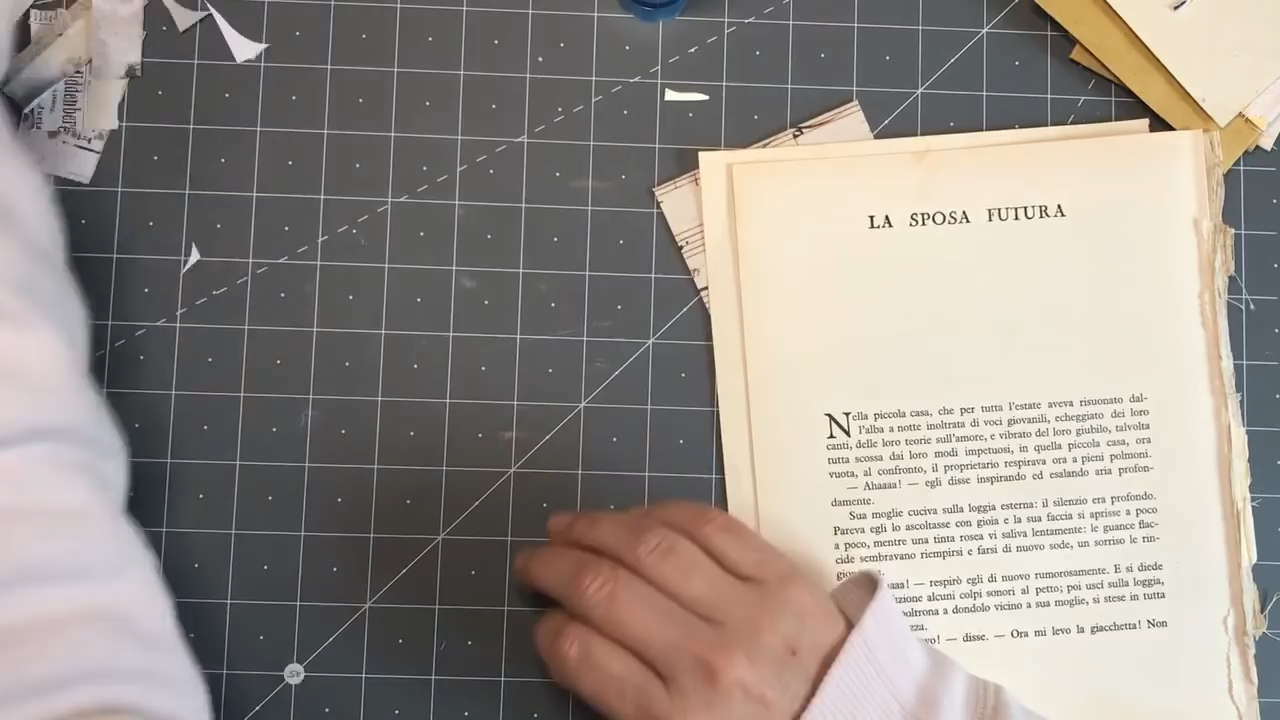 LA SPOSA FUTURA
Nella piccola casa, che per tutta l'estate aveva risuonato dal-
l'alba a notte inoltrata di voci giovanili, echeggiato dei loro
canti, delle loro teorie sull'amore, e vibrato del loro giubilo, talvolta
tutta scossa dai loro modi impetuosi, in quella piccola casa, ora
vuota, al confronto, il proprietario respirava ora a pieni polmoni.
— Ahaaaa! — egli disse inspirando ed esalando aria profon-
damente.
Sua moglie cuciva sulla loggia esterna: il silenzio era profondo.
Pareva egli lo ascoltasse con gioia e la sua faccia si aprisse a poco
a poco, mentre una tinta rosea vi saliva lentamente: le guance flac-
cide sembravano riempirsi e farsi di nuovo sode, un sorriso le rin-
aaa! — respirò egli di nuovo rumorosamente. E si diede
izione alcuni colpi sonori al petto; poi uscì sulla loggia,
poltrona a dondolo vicino a sua moglie, si stese in tutta
zza.
vo! — disse. — Ora mi levo la giacchetta! Non